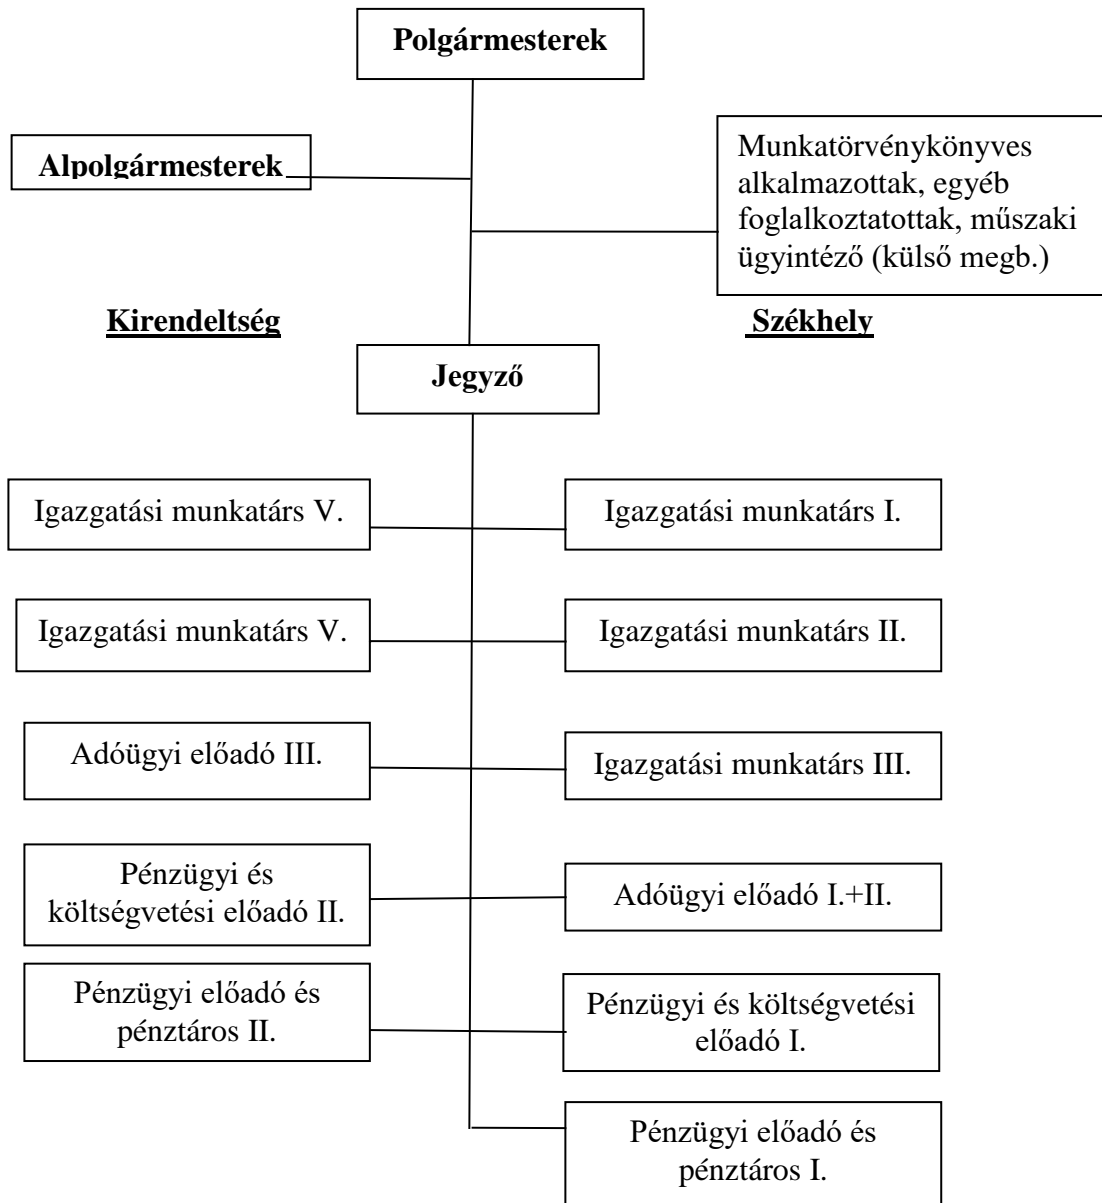 Polgármesterek
Alpolgármesterek
Munkatörvénykönyves
alkalmazottak, egyéb
foglalkoztatottak, műszaki
ügyintéző (külső megb.)
Kirendeltség
Székhely
Jegyző
Igazgatási munkatárs V.
Igazgatási munkatárs I.
Igazgatási munkatárs V.
Igazgatási munkatárs II.
Adóügyi előadó III.
Igazgatási munkatárs III.
Pénzügyi és
költségvetési előadó II.
Adóügyi előadó I.+II.
Pénzügyi előadó és
pénztáros II.
Pénzügyi és költségvetési
előadó I.
Pénzügyi előadó és
pénztáros I.